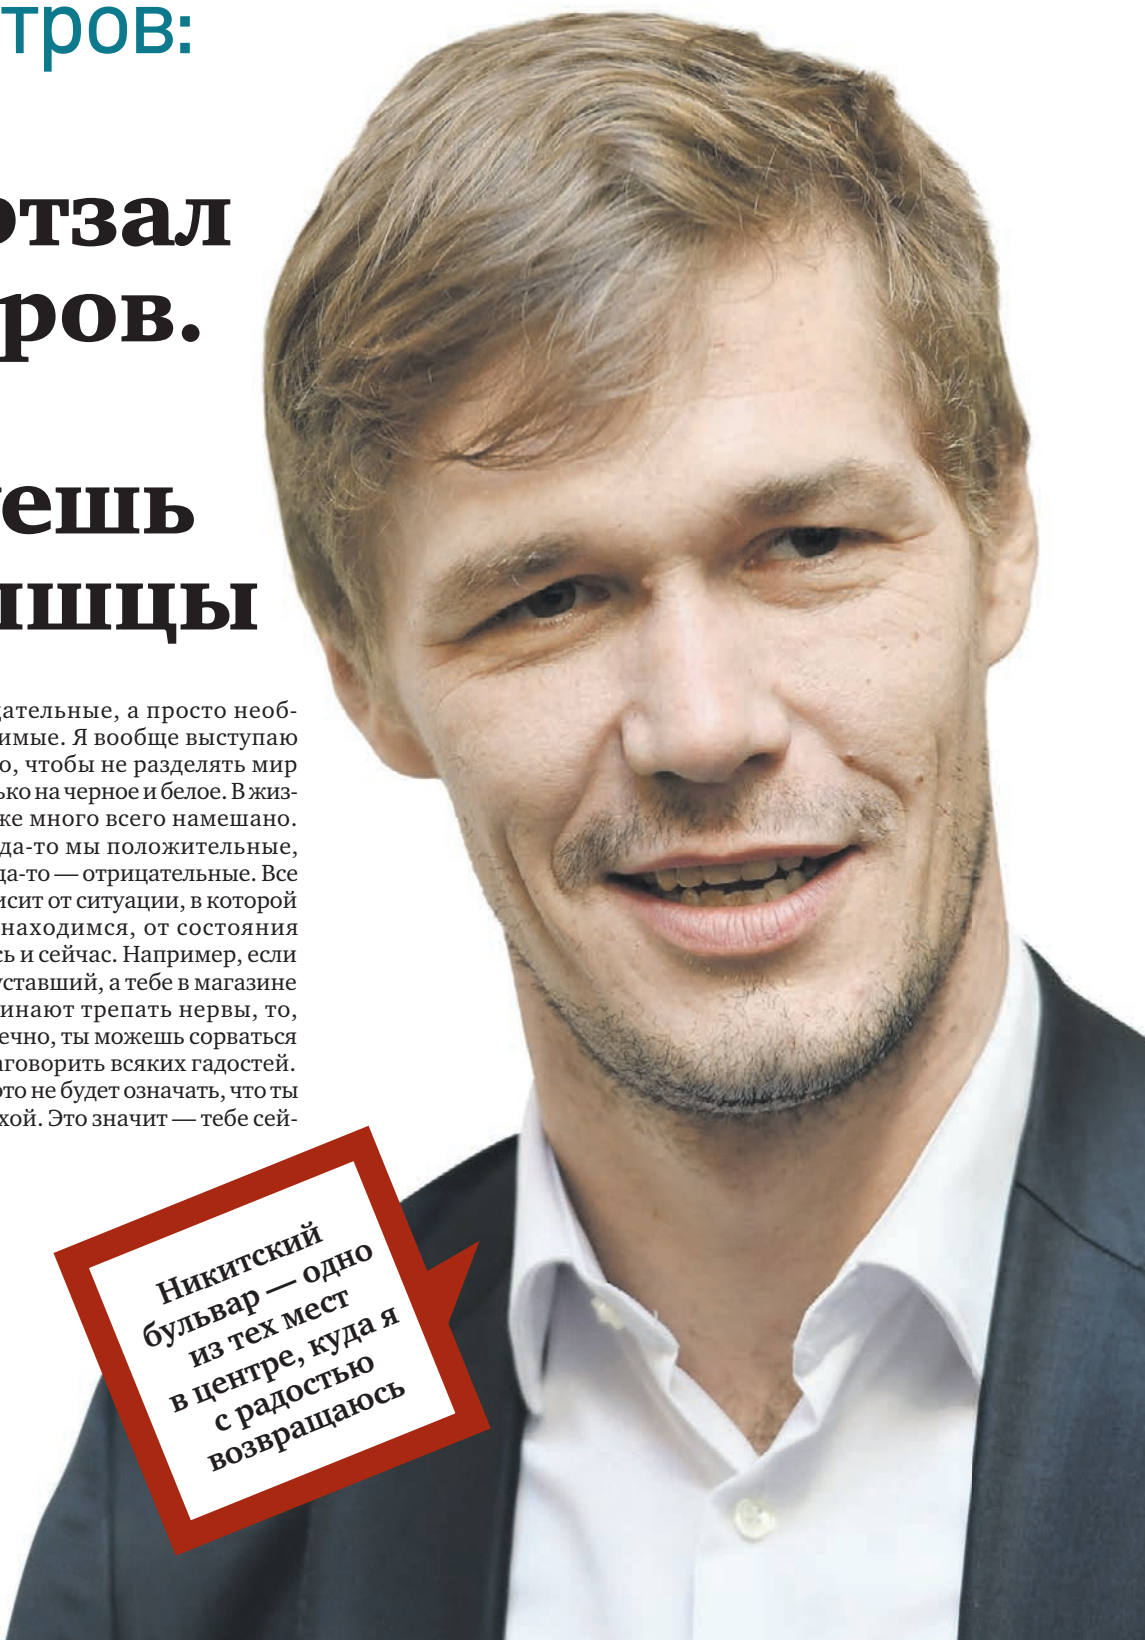 тров:
отзал
ров.
ешь
ышцы
дательные, а просто необ-
имые. Я вообще выступаю
о, чтобы не разделять мир
ько на черное и белое. В жиз-
же много всего намешано.
да-то мы положительные,
да-то — отрицательные. Все
исит от ситуации, в которой
находимся, от состояния
сь и сейчас. Например, если
уставший, а тебе в магазине
инают трепать нервы, то,
ечно, ты можешь сорваться
аговорить всяких гадостей.
это не будет означать, что ты
хой. Это значит — тебе сей-
Никитский
бульвар — одно
из тех мест
в центре, куда я
с радостью
возвращаюсь